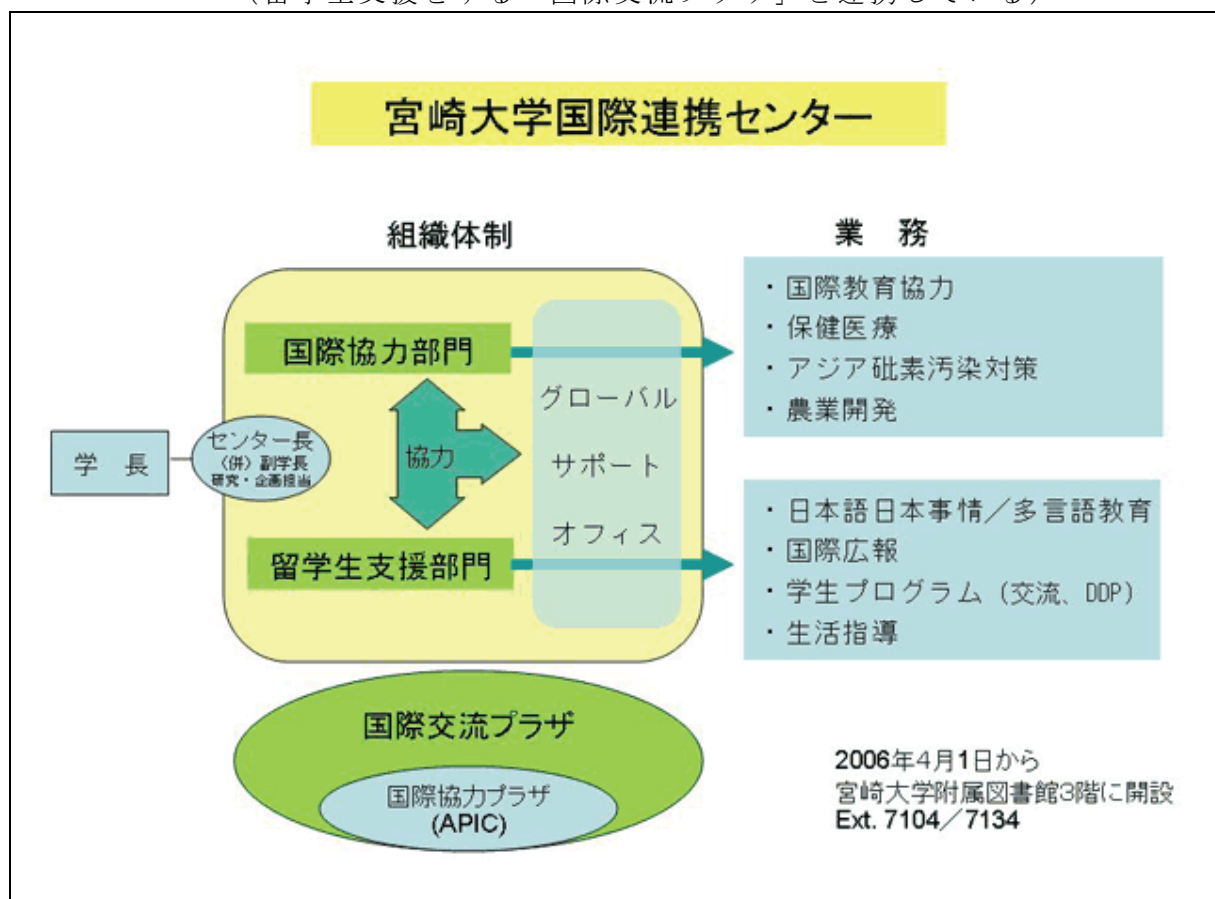 宮崎大学国際連携センター
組織体制
業 務
学 長
センター長
（併）副学長
研究・企画担当
国際協力部門
協力
留学生支援部門
グローバル
サポート
オフィス
・国際教育協力
・保健医療
・アジア砒素汚染対策
・農業開発
・日本語日本事情／多言語教育
・国際広報
・学生プログラム（交流、DDP）
・生活指導
国際交流プラザ
国際協力プラザ
(APIC)
2006年4月1日から
宮崎大学附属図書館3階に開設
Ext. 7104／7134